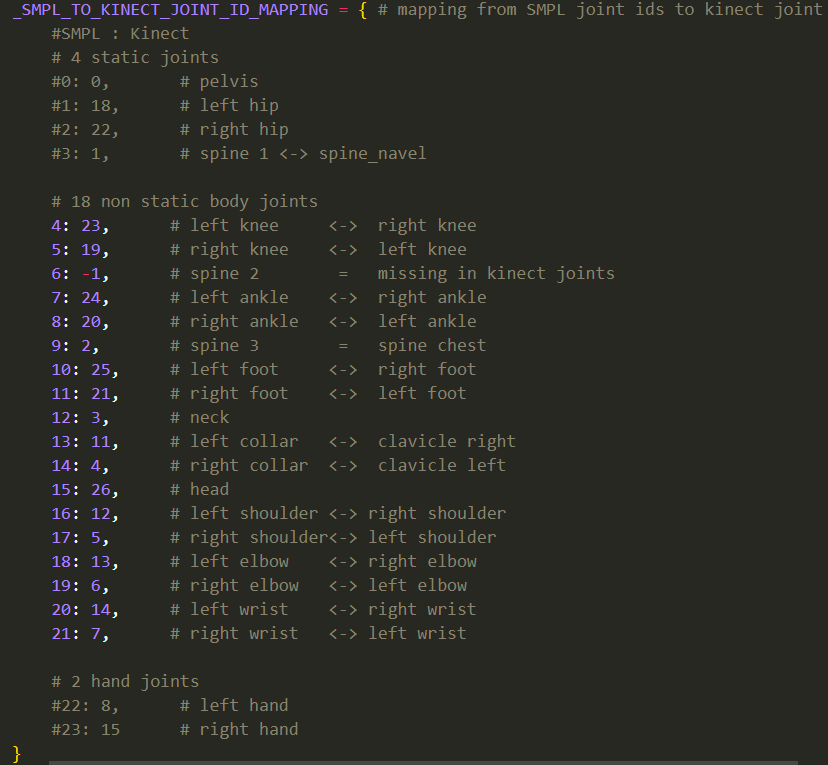 _SMPL_TO_KINECT_JOINT_ID_MAPPING = { # mapping from SMPL joint ids to kinect joint
    #SMPL : Kinect
    # 4 static joints
    #0: 0,       # pelvis
    #1: 18,      # left hip
    #2: 22,      # right hip
    #3: 1,       # spine 1 <-> spine_navel

    # 18 non static body joints
    4: 23,      # left knee     <->  right knee
    5: 19,      # right knee    <->  left knee
    6: -1,      # spine 2        =   missing in kinect joints
    7: 24,      # left ankle    <->  right ankle
    8: 20,      # right ankle   <->  left ankle
    9: 2,       # spine 3        =   spine chest
    10: 25,     # left foot     <->  right foot
    11: 21,     # right foot    <->  left foot
    12: 3,      # neck
    13: 11,     # left collar   <->  clavicle right
    14: 4,      # right collar  <->  clavicle left
    15: 26,     # head
    16: 12,     # left shoulder <-> right shoulder
    17: 5,      # right shoulder<-> left shoulder
    18: 13,     # left elbow    <-> right elbow
    19: 6,      # right elbow   <-> left elbow
    20: 14,     # left wrist    <-> right wrist
    21: 7,      # right wrist   <-> left wrist

    # 2 hand joints
    #22: 8,      # left hand
    #23: 15      # right hand
}